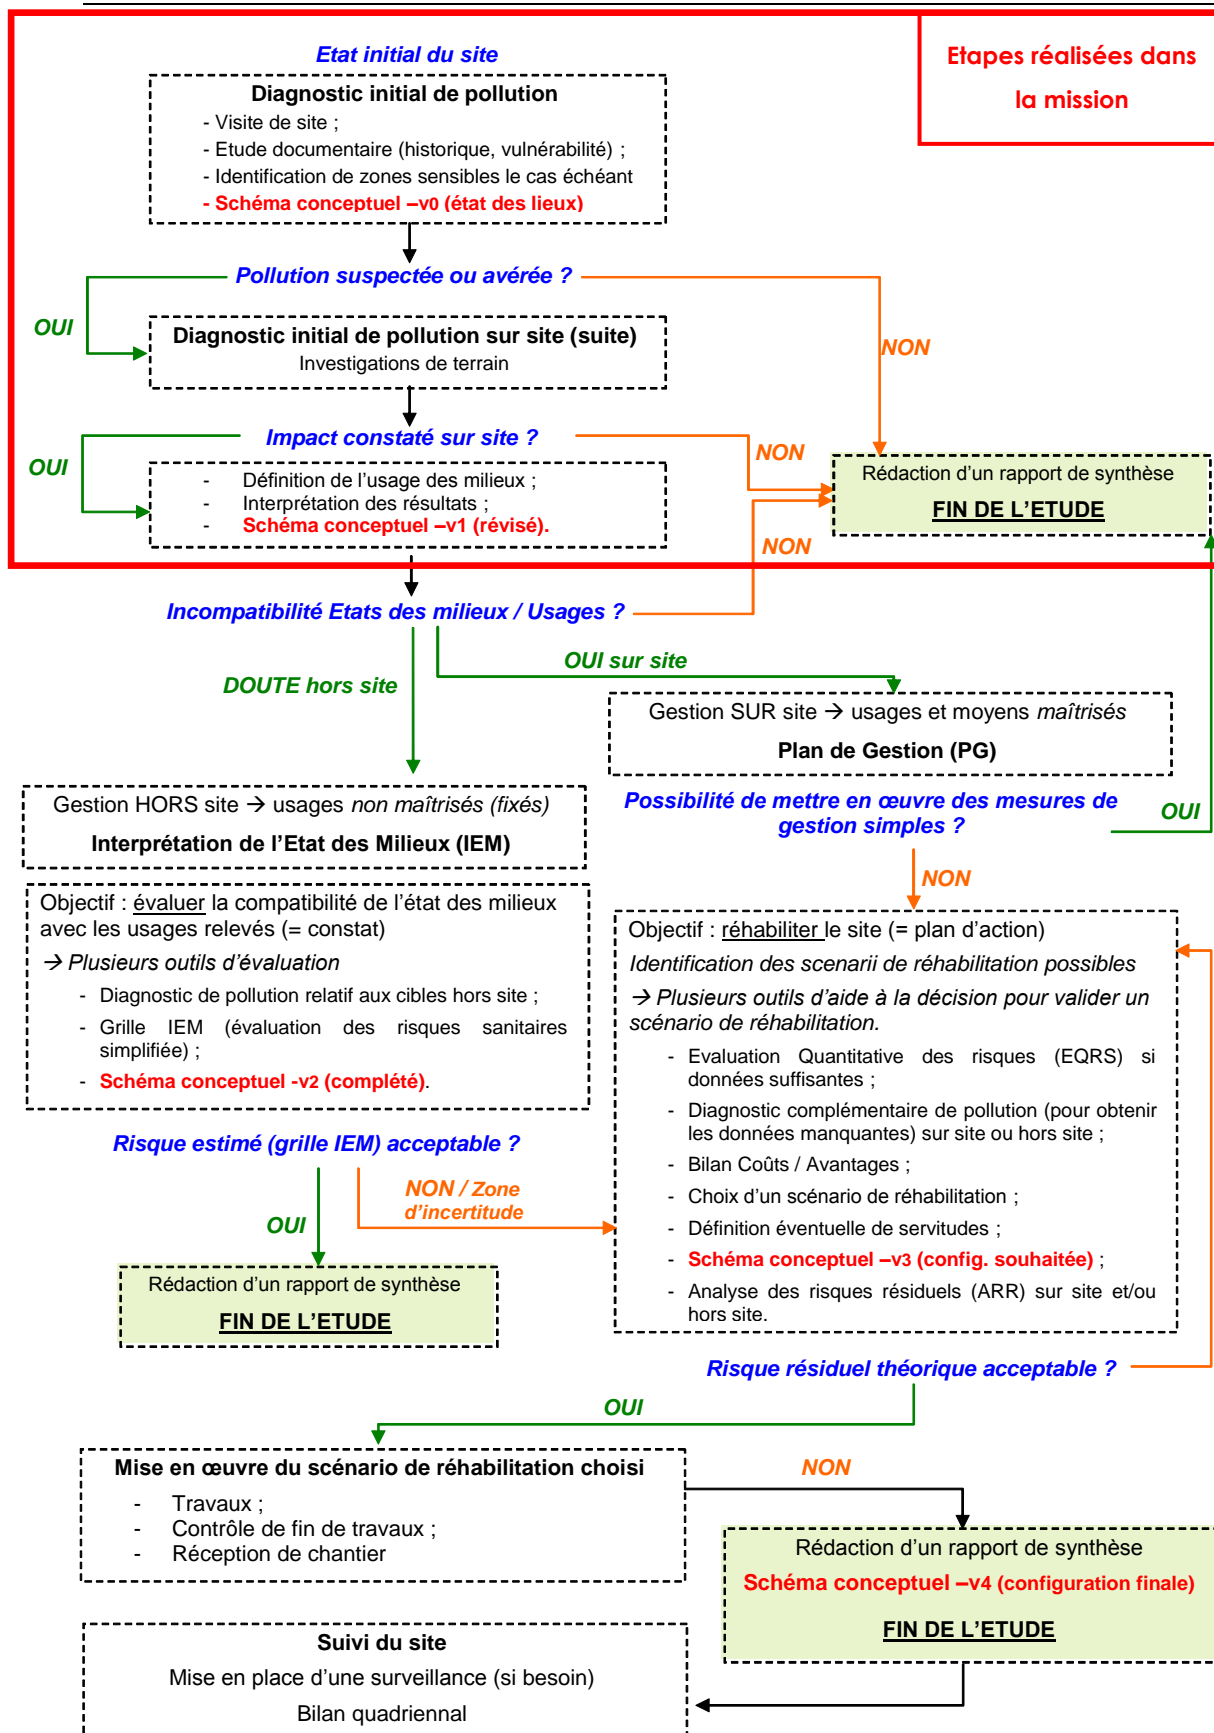 Etapes réalisées dans
la mission
Etat initial du site
Diagnostic initial de pollution
- Visite de site ;
- Etude documentaire (historique, vulnérabilité) ;
- Identification de zones sensibles le cas échéant
- Schéma conceptuel –v0 (état des lieux)
Pollution suspectée ou avérée ?
OUI
NON
Diagnostic initial de pollution sur site (suite)
Investigations de terrain
Impact constaté sur site ?
OUI
NON
- Définition de l'usage des milieux ;
- Interprétation des résultats ;
- Schéma conceptuel –v1 (révisé).
Rédaction d'un rapport de synthèse
FIN DE L'ETUDE
NON
Incompatibilité Etats des milieux / Usages ?
OUI sur site
DOUTE hors site
Gestion SUR site → usages et moyens maîtrisés
Plan de Gestion (PG)
Gestion HORS site → usages non maîtrisés (fixés)
Interprétation de l'Etat des Milieux (IEM)
Possibilité de mettre en œuvre des mesures de
gestion simples ?
OUI
NON
Objectif : évaluer la compatibilité de l'état des milieux
avec les usages relevés (= constat)
→ Plusieurs outils d'évaluation
- Diagnostic de pollution relatif aux cibles hors site ;
- Grille IEM (évaluation des risques sanitaires
simplifiée) ;
- Schéma conceptuel -v2 (complété).
Objectif : réhabiliter le site (= plan d'action)
Identification des scenarii de réhabilitation possibles
→ Plusieurs outils d'aide à la décision pour valider un
scénario de réhabilitation.
- Evaluation Quantitative des risques (EQRS) si
données suffisantes ;
- Diagnostic complémentaire de pollution (pour obtenir
les données manquantes) sur site ou hors site ;
- Bilan Coûts / Avantages ;
- Choix d'un scénario de réhabilitation ;
- Définition éventuelle de servitudes ;
- Schéma conceptuel –v3 (config. souhaitée) ;
- Analyse des risques résiduels (ARR) sur site et/ou
hors site.
Risque estimé (grille IEM) acceptable ?
NON / Zone
d'incertitude
OUI
Rédaction d'un rapport de synthèse
FIN DE L'ETUDE
Risque résiduel théorique acceptable ?
OUI
Mise en œuvre du scénario de réhabilitation choisi
- Travaux ;
- Contrôle de fin de travaux ;
- Réception de chantier
NON
Rédaction d'un rapport de synthèse
Schéma conceptuel –v4 (configuration finale)
FIN DE L'ETUDE
Suivi du site
Mise en place d'une surveillance (si besoin)
Bilan quadriennal